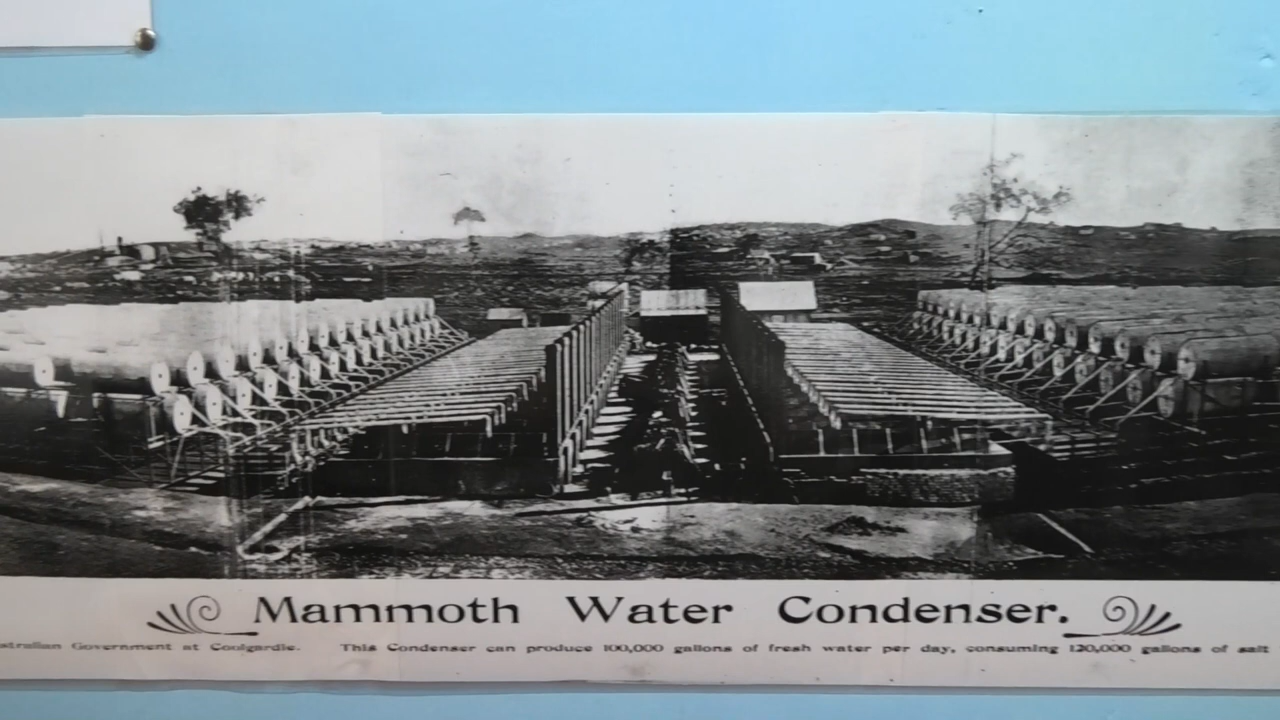 Mammoth Water Condenser.
stralian Government at Coolgardie. This Condenser can produce 100,000 gallons of fresh water per day, consuming 120,000 gallons of salt